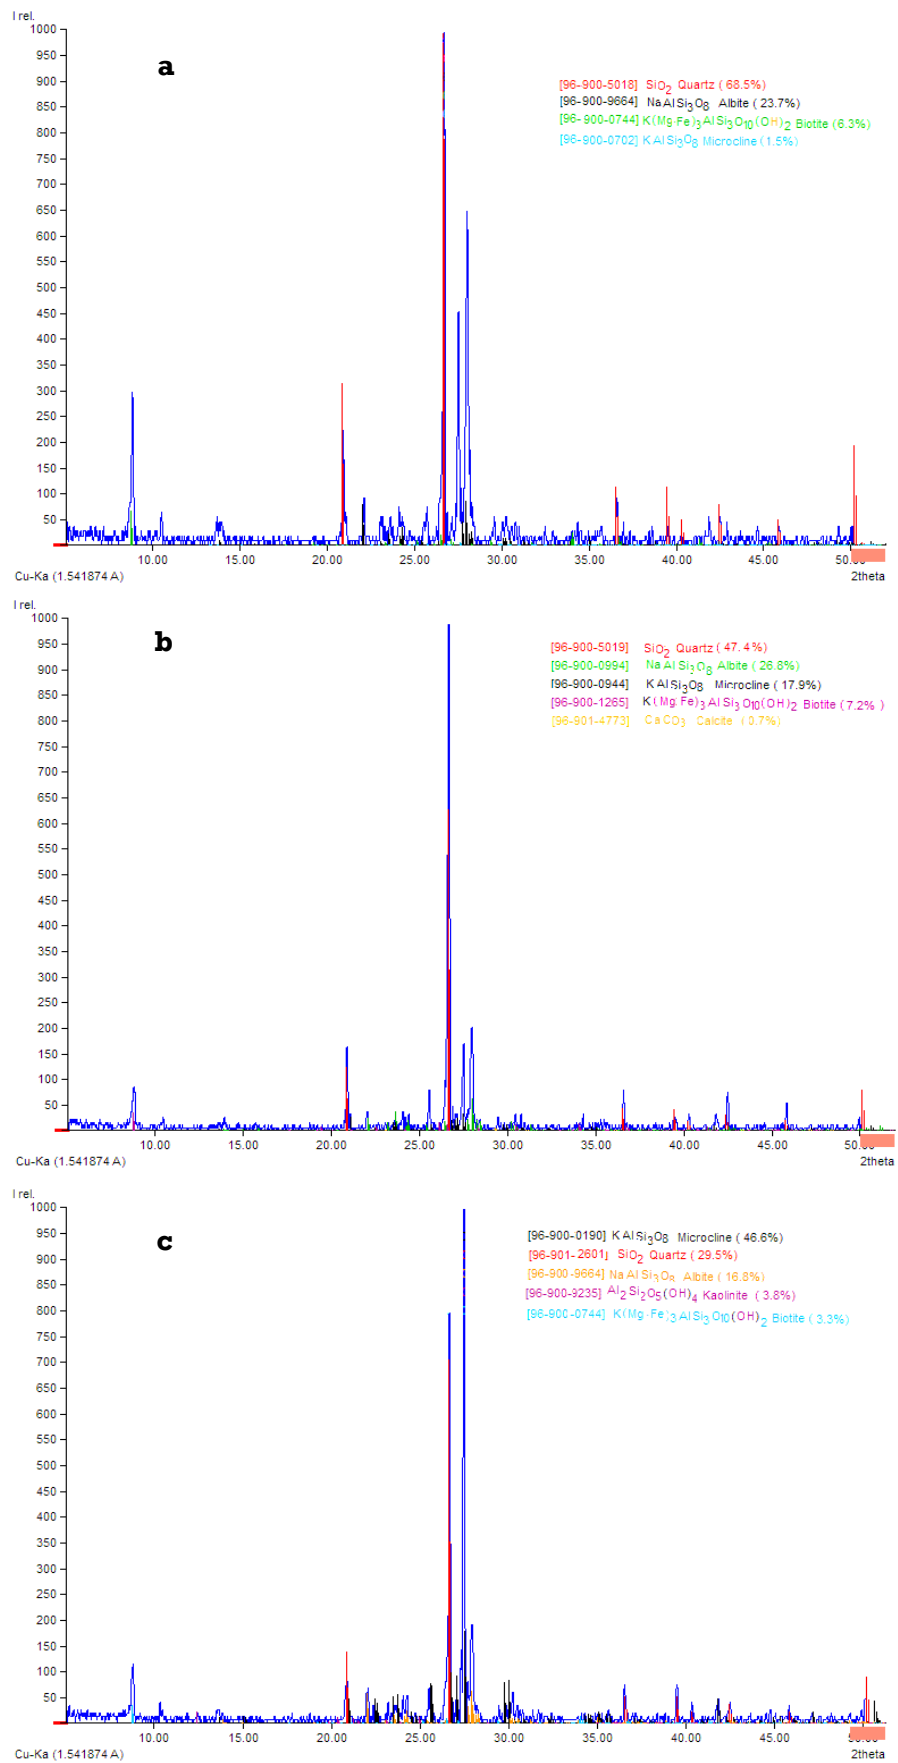 I rel.
1000
950
900
850
800
750
700
650
600
550
500
450
400
350
300
250
200
150
100
50
a
[96-900-5018] SiO2 Quartz (68.5%)
[96-900-9664] NaAlSi3O8 Albite (23.7%)
[96-900-0744] K(Mg·Fe)3AlSi3O10(OH)2 Biotite (6.3%)
[96-900-0702] KAlSi3O8 Microcline (1.5%)
10.00 15.00 20.00 25.00 30.00 35.00 40.00 45.00 50.00
Cu-Ka (1.541874 A) 2theta
I rel.
1000
950
900
850
800
750
700
650
600
550
500
450
400
350
300
250
200
150
100
50
b
[96-900-5019] SiO2 Quartz (47.4%)
[96-900-0994] NaAlSi3O8 Albite (26.8%)
[96-900-0944] KAlSi3O8 Microcline (17.9%)
[96-900-1265] K(Mg·Fe)3AlSi3O10(OH)2 Biotite (7.2%)
[96-901-4773] CaCO3 Calcite (0.7%)
10.00 15.00 20.00 25.00 30.00 35.00 40.00 45.00 50.00
Cu-Ka (1.541874 A) 2theta
I rel.
1000
950
900
850
800
750
700
650
600
550
500
450
400
350
300
250
200
150
100
50
c
[96-900-0190] KAlSi3O8 Microcline (46.6%)
[96-901-2601] SiO2 Quartz (29.5%)
[96-900-9664] NaAlSi3O8 Albite (16.8%)
[96-900-9235] Al2Si2O5(OH)4 Kaolinite (3.8%)
[96-900-0744] K(Mg·Fe)3AlSi3O10(OH)2 Biotite (3.3%)
10.00 15.00 20.00 25.00 30.00 35.00 40.00 45.00 50.00
Cu-Ka (1.541874 A) 2theta